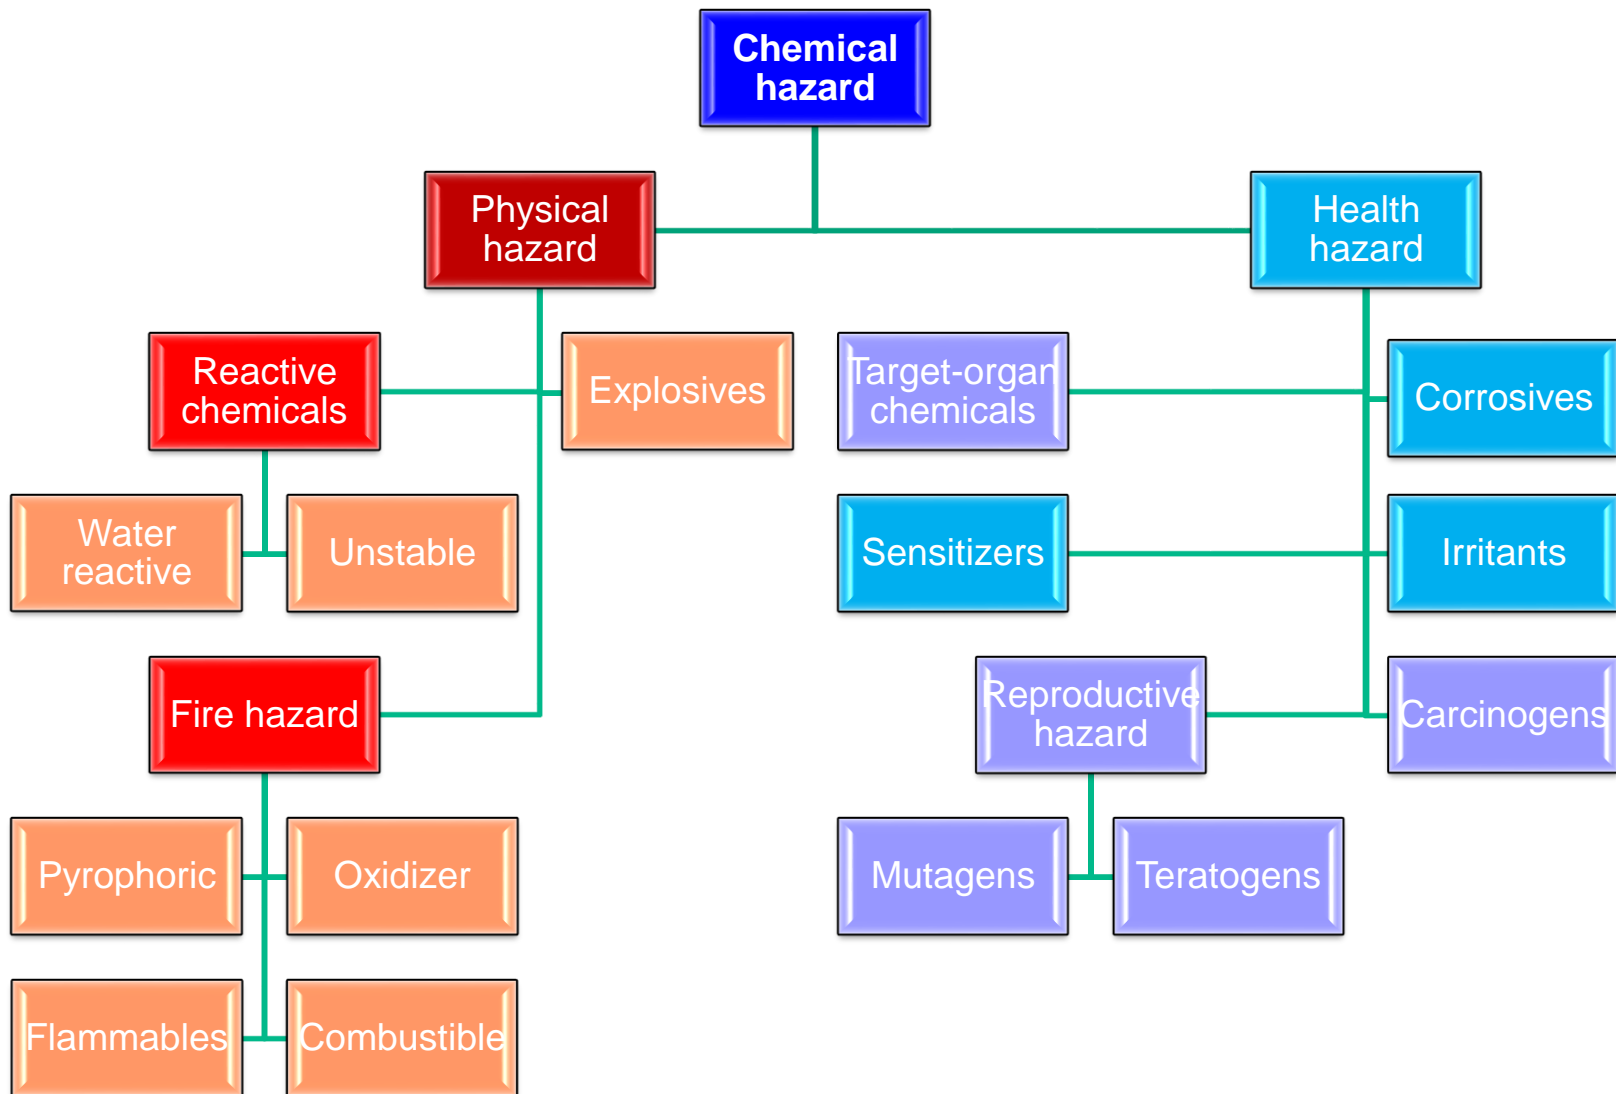 Chemical
hazard
Physical
hazard
Health
hazard
Reactive
chemicals
Explosives
Target-organ
chemicals
Corrosives
Water
reactive
Unstable
Sensitizers
Irritants
Fire hazard
Reproductive
hazard
Carcinogens
Pyrophoric
Oxidizer
Mutagens
Teratogens
Flammables
Combustible